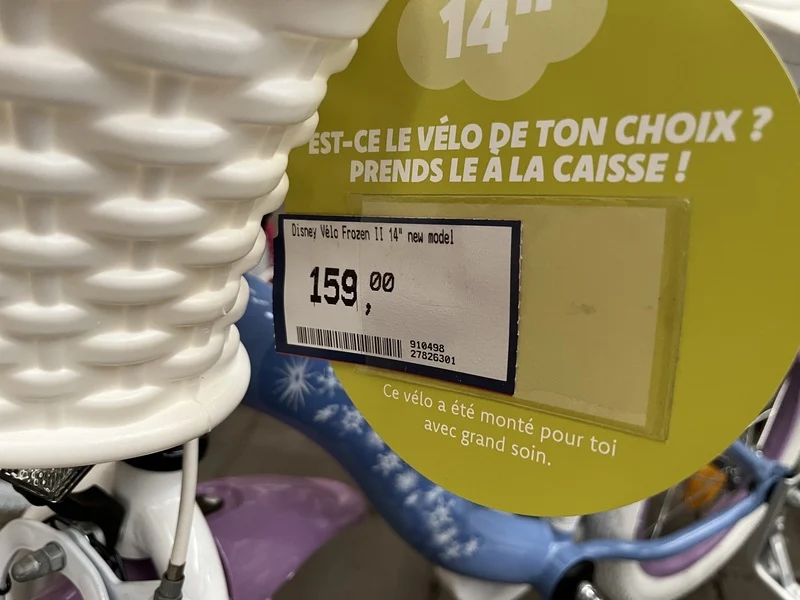 14"
EST-CE LE VÉLO DE TON CHOIX ?
PRENDS LE À LA CAISSE !
Disney Vélo Frozen II 14" new model
159,00
910498
27826301
Ce vélo a été monté pour toi
avec grand soin.